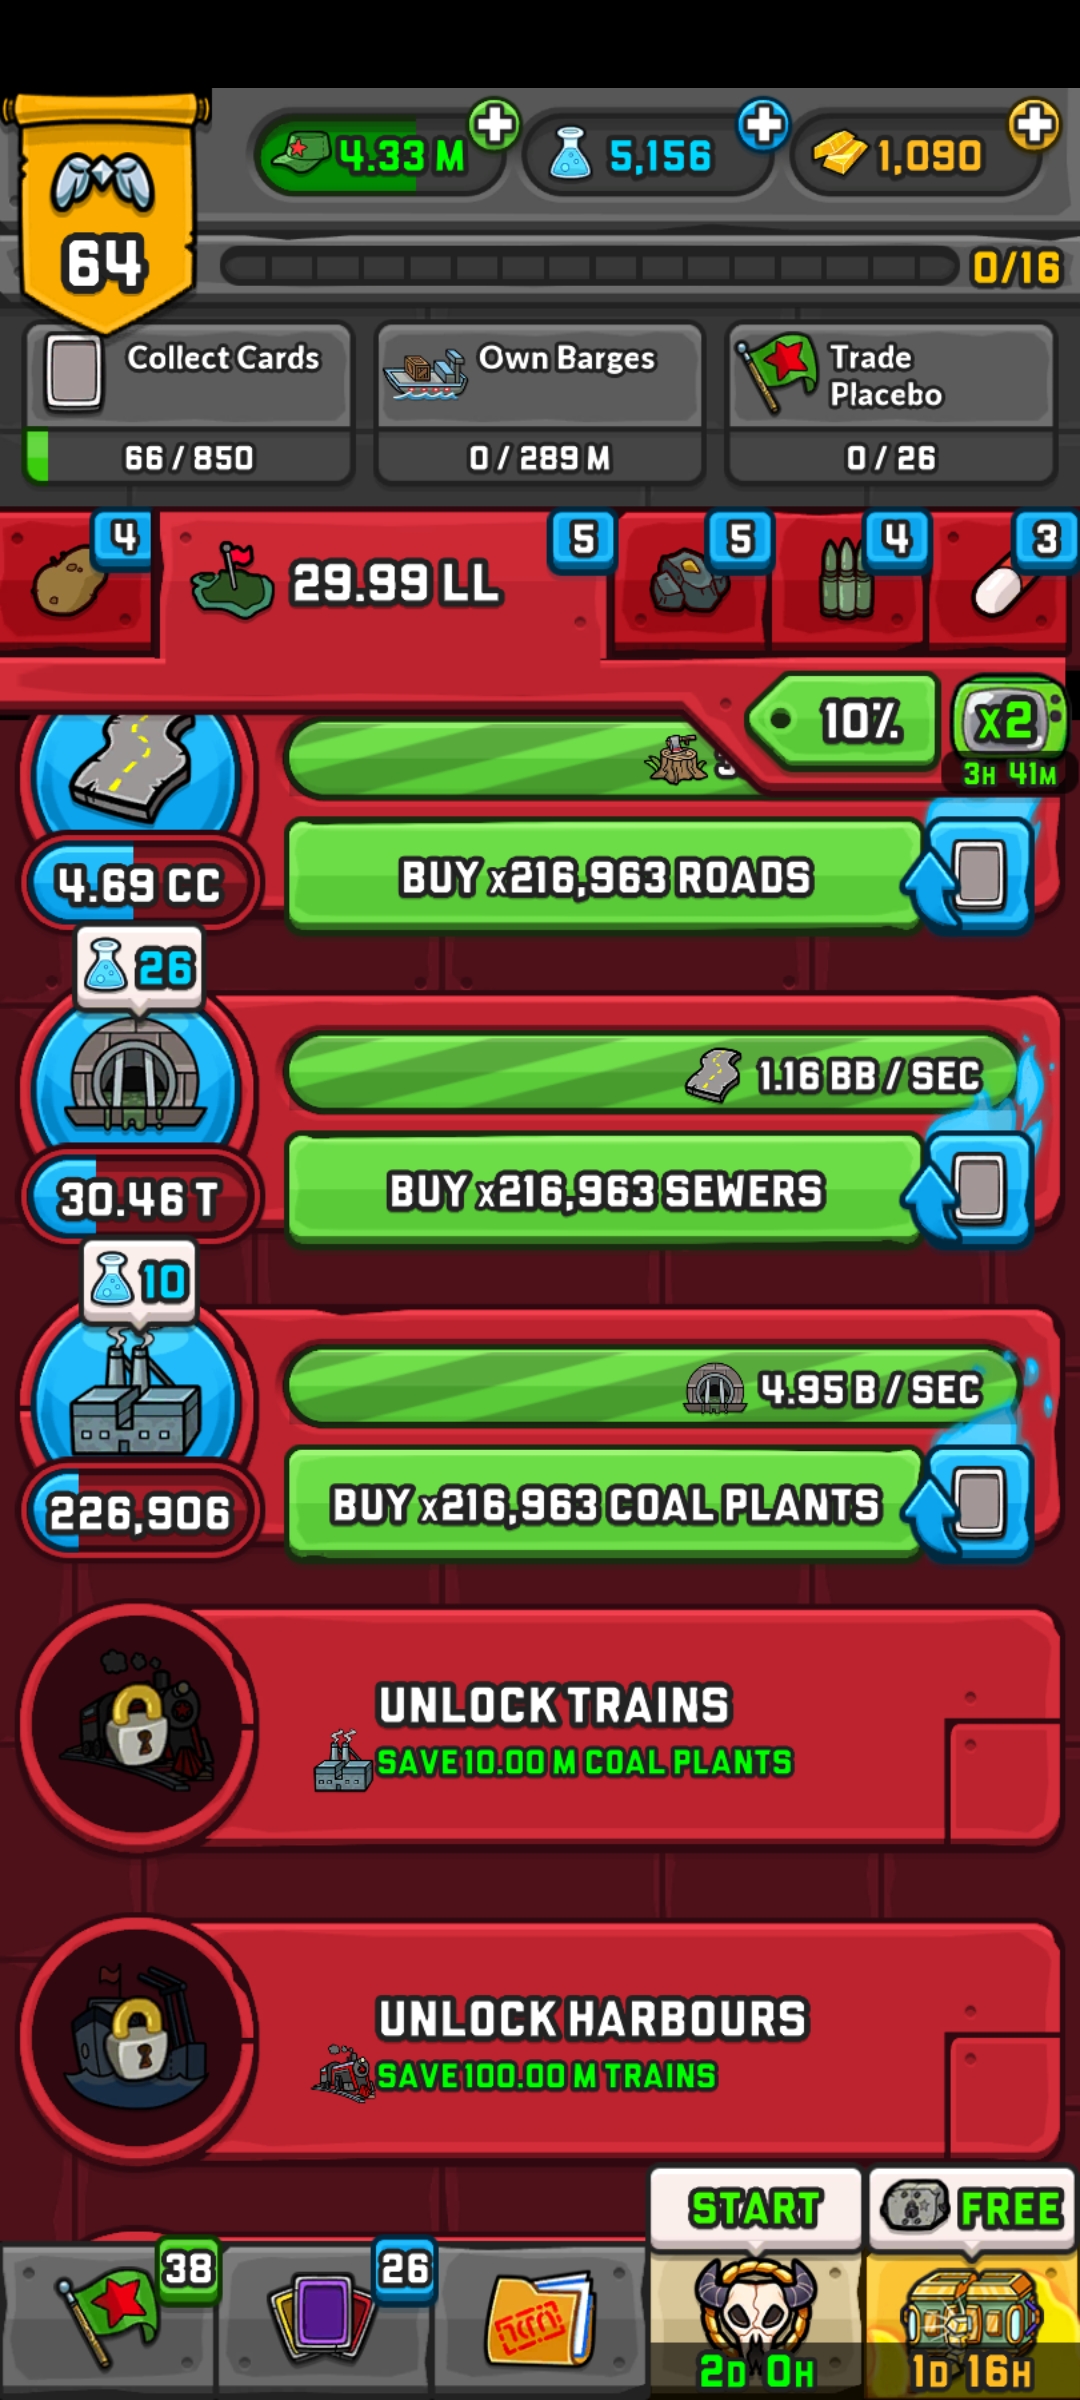 4.33 M
5,156
1,090
64
0/16
Collect Cards
66 / 850
Own Barges
0 / 289 M
Trade
Placebo
0 / 26
4
29.99 LL
5
5
4
3
10%
x2
3H 41M
4.69 CC
BUY x216,963 ROADS
26
1.16 BB / SEC
30.46 T
BUY x216,963 SEWERS
10
4.95 B / SEC
226,906
BUY x216,963 COAL PLANTS
UNLOCK TRAINS
SAVE 10.00 M COAL PLANTS
UNLOCK HARBOURS
SAVE 100.00 M TRAINS
START
FREE
38
26
2D 0H
1D 16H